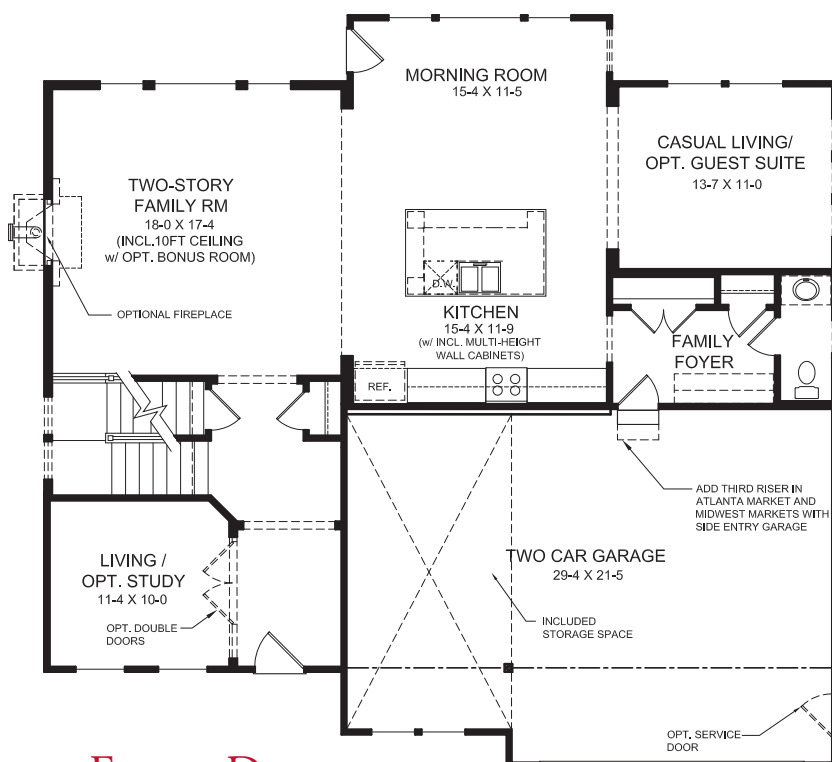 MORNING ROOM
15-4 X 11-5
CASUAL LIVING/
OPT. GUEST SUITE
13-7 X 11-0
TWO-STORY
FAMILY RM
18-0 X 17-4
(INCL.10FT CEILING
w/ OPT. BONUS ROOM)
OPTIONAL FIREPLACE
D.W.
KITCHEN
15-4 X 11-9
(w/ INCL. MULTI-HEIGHT
WALL CABINETS)
REF.
FAMILY
FOYER
ADD THIRD RISER IN
ATLANTA MARKET AND
MIDWEST MARKETS WITH
SIDE ENTRY GARAGE
LIVING /
OPT. STUDY
11-4 X 10-0
OPT. DOUBLE
DOORS
TWO CAR GARAGE
29-4 X 21-5
INCLUDED
STORAGE SPACE
OPT. SERVICE
DOOR